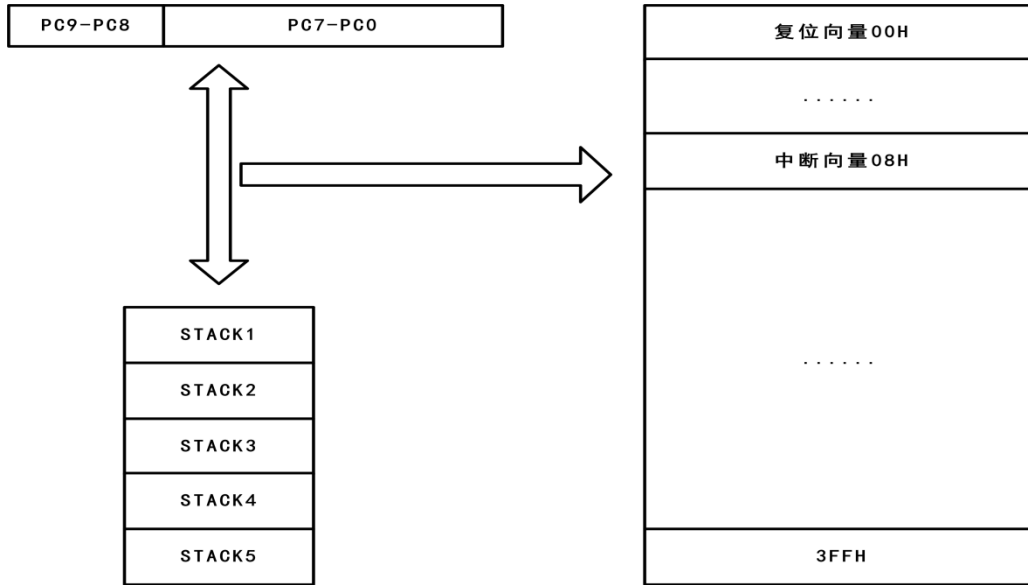 PC9-PC8
PC7-PC0
复位向量00H
......
中断向量08H
......
3FFH
STACK1
STACK2
STACK3
STACK4
STACK5